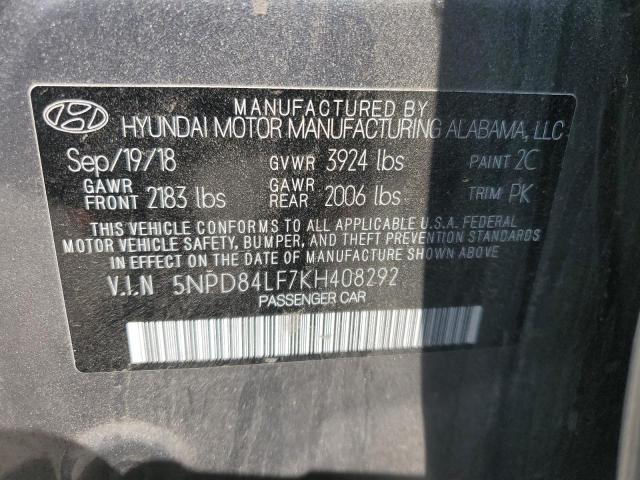 MANUFACTURED BY
HYUNDAI MOTOR MANUFACTURING ALABAMA, LLC
Sep/19/18 GVWR 3924 lbs PAINT 2C
GAWR FRONT 2183 lbs GAWR REAR 2006 lbs TRIM PK
THIS VEHICLE CONFORMS TO ALL APPLICABLE U.S.A. FEDERAL
MOTOR VEHICLE SAFETY, BUMPER, AND THEFT PREVENTION STANDARDS
IN EFFECT ON THE DATE OF MANUFACTURE SHOWN ABOVE.
V.I.N 5NPD84LF7KH408292
PASSENGER CAR